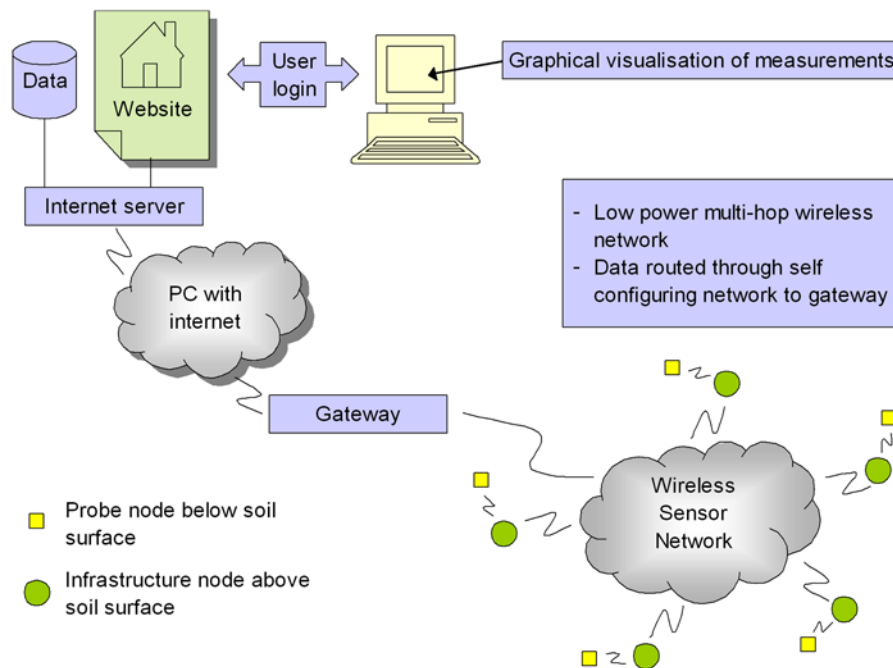 Data
Website
User
login
Graphical visualisation of measurements
Internet server
- Low power multi-hop wireless
network
- Data routed through self
configuring network to gateway
PC with
internet
Gateway
Wireless
Sensor
Network
Probe node below soil
surface
Infrastructure node above
soil surface